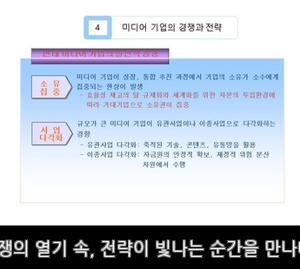 4 미디어 기업의 경쟁과 전략
소 유
집 중
미디어 기업이 성장, 통합 추진 과정에서 기업의 소유가 소수에게
집중되는 현상이 발생
- 효율성 제고의 탈 규제화와 세계화를 위한 자본의 투입환경에
따라 거대기업으로 소유권이 집중
사 업
다각화
규모가 큰 미디어 기업이 유관사업이나 이종사업으로 다각화하는
경향
- 유관사업 다각화: 축적된 기술, 콘텐츠, 유통망을 활용
- 이종사업 다각화: 자금원의 안정적 확보, 재정적 위험 분산
차원에서 수행
쟁의 열기 속, 전략이 빛나는 순간을 만나